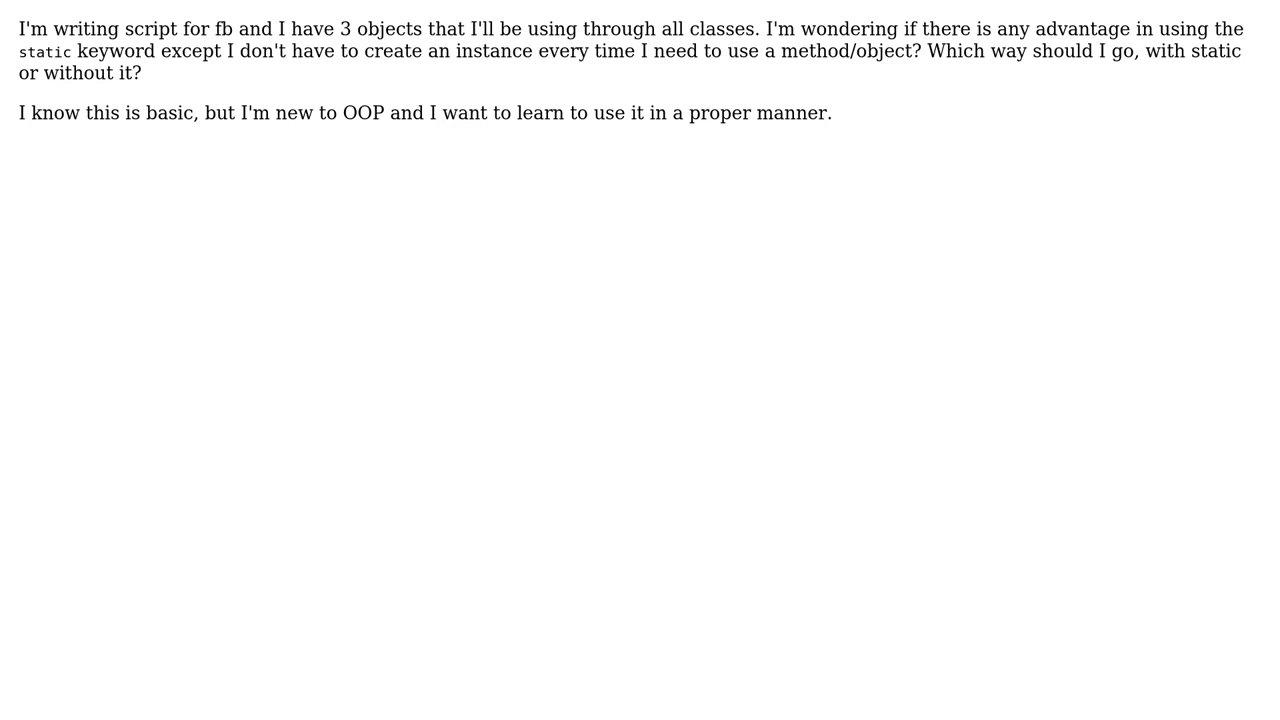 I'm writing script for fb and I have 3 objects that I'll be using through all classes. I'm wondering if there is any advantage in using the
static keyword except I don't have to create an instance every time I need to use a method/object? Which way should I go, with static
or without it?
I know this is basic, but I'm new to OOP and I want to learn to use it in a proper manner.